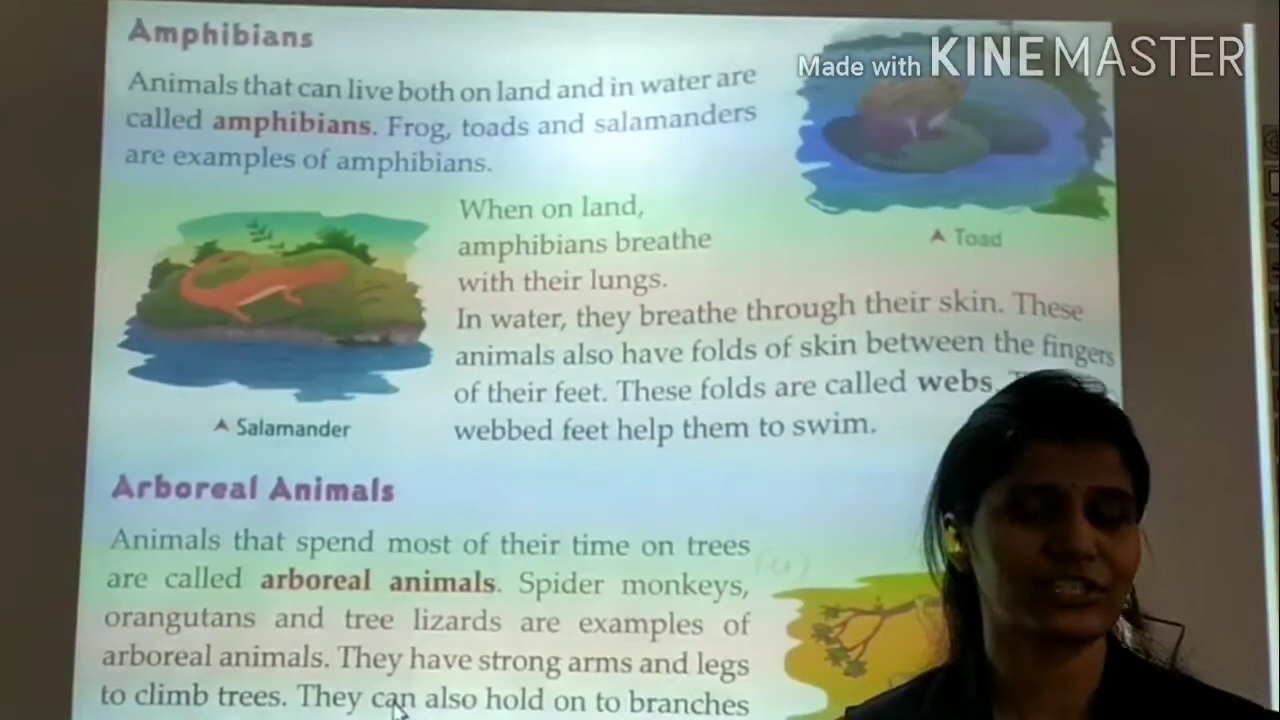 Made with KINEMASTER
Amphibians
Animals that can live both on land and in water are
called amphibians. Frog, toads and salamanders
are examples of amphibians.
Toad
When on land,
amphibians breathe
with their lungs.
In water, they breathe through their skin. These
animals also have folds of skin between the fingers
of their feet. These folds are called webs.
webbed feet help them to swim.
Salamander
Arboreal Animals
Animals that spend most of their time on trees
are called arboreal animals. Spider monkeys,
orangutans and tree lizards are examples of
arboreal animals. They have strong arms and legs
to climb trees. They can also hold on to branches